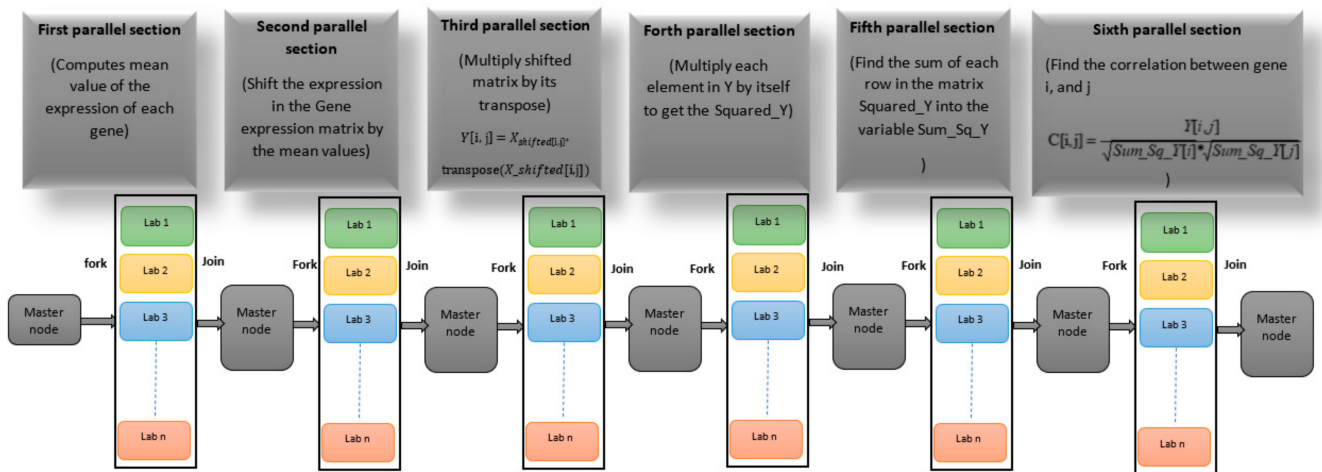 First parallel section
(Computes mean
value of the
expression of each
gene)
Second parallel
section
(Shift the expression
in the Gene
expression matrix by
the mean values)
Third parallel section
(Multiply shifted
matrix by its
transpose)
Y[i, j] = X_shifted[i,j]*
transpose(X_shifted[i,j])
Forth parallel section
(Multiply each
element in Y by itself
to get the Squared_Y)
Fifth parallel section
(Find the sum of each
row in the matrix
Squared_Y into the
variable Sum_Sq_Y
)
Sixth parallel section
(Find the correlation between gene
i, and j
Y[i,j]
C[i,j]=
√Sum_Sq_Y[i]*√Sum_Sq_Y[j]
)
Master
node
fork
Lab 1
Lab 2
Lab 3
Lab n
Join
Master
node
Fork
Lab 1
Lab 2
Lab 3
Lab n
Join
Master
node
Fork
Lab 1
Lab 2
Lab 3
Lab n
Join
Master
node
Fork
Lab 1
Lab 2
Lab 3
Lab n
Join
Master
node
Fork
Lab 1
Lab 2
Lab 3
Lab n
Join
Master
node
Fork
Lab 1
Lab 2
Lab 3
Lab n
Join
Master
node